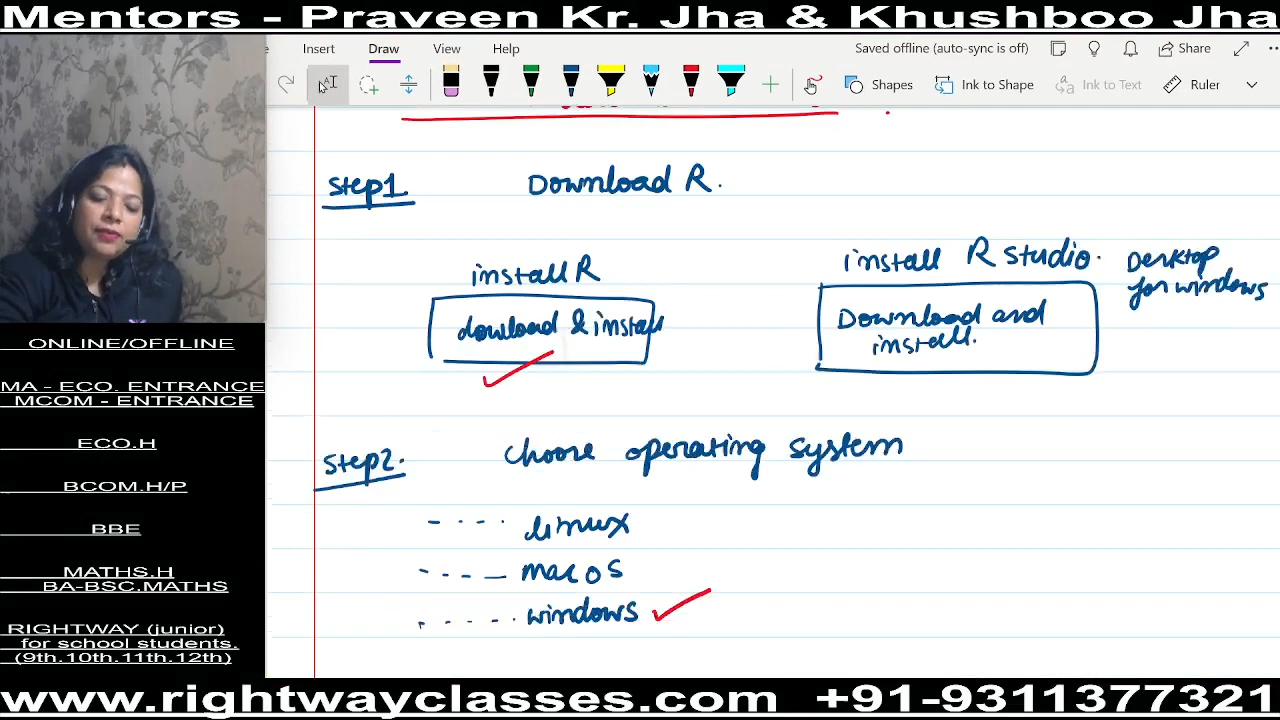 Mentors - Praveen Kr. Jha & Khushboo Jha
Insert Draw View Help Saved offline (auto-sync is off) Share
Shapes Ink to Shape Ink to Text Ruler
Step1 Download R.
install R install R studio. Desktop
for windows
dowload & install Download and
install.
Step2. Choose operating system
linux
mac OS
windows
ONLINE/OFFLINE
MA - ECO. ENTRANCE
MCOM - ENTRANCE
ECO.H
BCOM.H/P
BBE
MATHS.H
BA-BSC.MATHS
RIGHTWAY (junior)
for school students.
(9th.10th.11th.12th)
www.rightwayclasses.com +91-9311377321